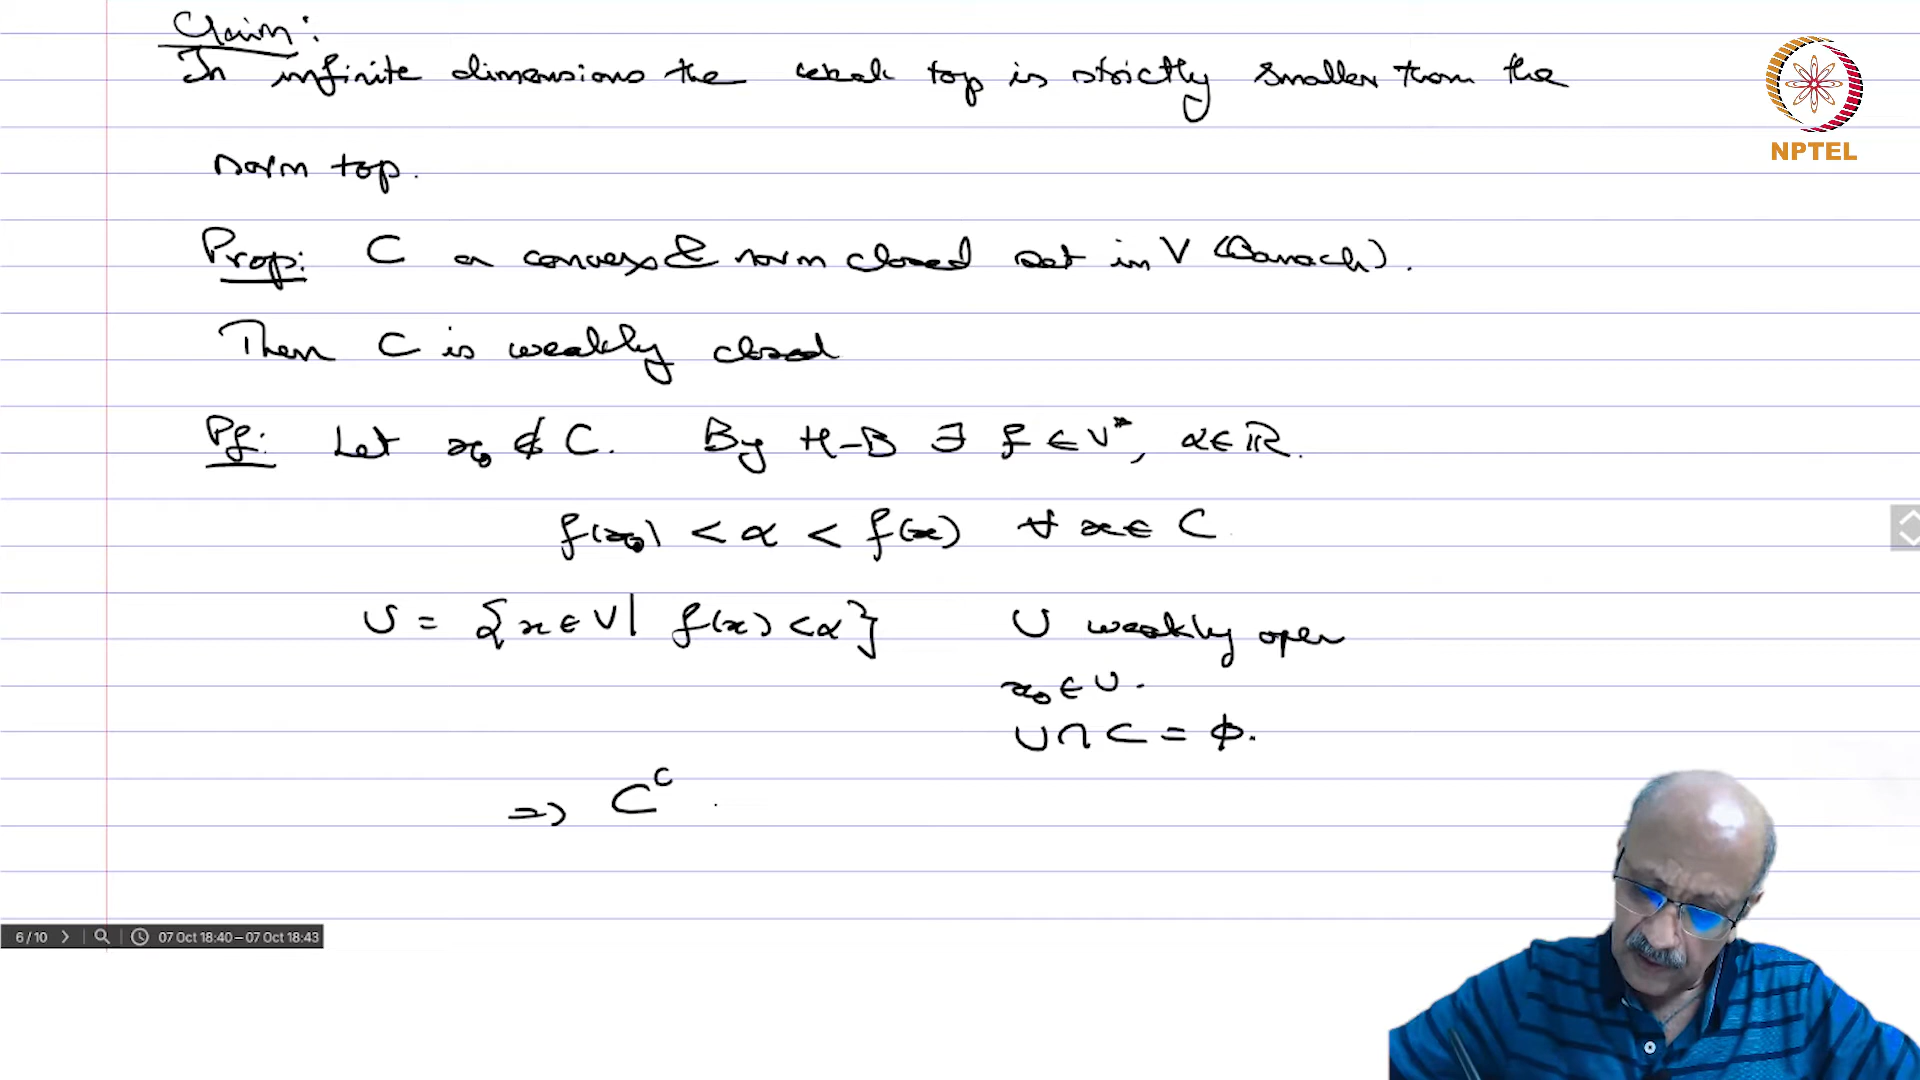 Claim:
In infinite dimensions the weak top is strictly smaller than the
norm top.
NPTEL
Prop: C a convex & norm closed set in V (Banach).
Then C is weakly closed
Pf: Let x₀ ∉ C. By H-B ∃ f ∈ V*, α ∈ ℝ.
f(x₀) < α < f(x) ∀ x ∈ C.
U = {x ∈ V | f(x) < α} U weakly open
x₀ ∈ U.
U ∩ C = φ.
⇒ Cᶜ
6 / 10 07 Oct 18:40 – 07 Oct 18:43